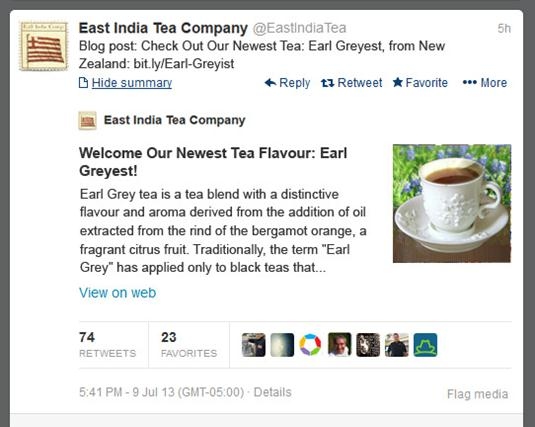 East India Tea Company @EastIndiaTea 5h
Blog post: Check Out Our Newest Tea: Earl Greyest, from New
Zealand: bit.ly/Earl-Greyist
Hide summary Reply Retweet Favorite More
East India Tea Company
Welcome Our Newest Tea Flavour: Earl
Greyest!
Earl Grey tea is a tea blend with a distinctive
flavour and aroma derived from the addition of oil
extracted from the rind of the bergamot orange, a
fragrant citrus fruit. Traditionally, the term "Earl
Grey" has applied only to black teas that...
View on web
74 23
RETWEETS FAVORITES
5:41 PM - 9 Jul 13 (GMT-05:00) · Details Flag media